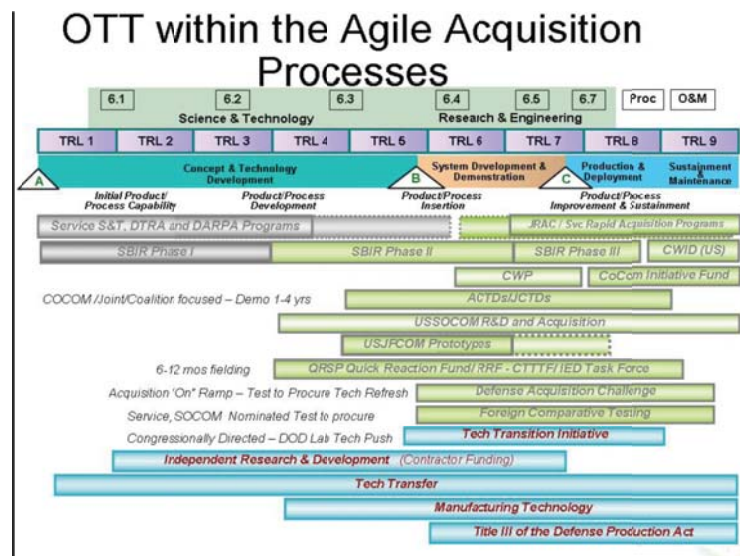 OTT within the Agile Acquisition
Processes
6.1 6.2 6.3 6.4 6.5 6.7 Proc O&M
Science & Technology Research & Engineering
TRL 1 TRL 2 TRL 3 TRL 4 TRL 5 TRL 6 TRL 7 TRL 8 TRL 9
A Concept & Technology Development B System Development & Demonstration C Production & Deployment Sustainment & Maintenance
Initial Product/ Process Capability Product/Process Development Product/Process Insertion Product/Process Improvement & Sustainment
Service S&T, DTRA and DARPA Programs JRAC / Svc Rapid Acquisition Programs
SBIR Phase I SBIR Phase II SBIR Phase III CWID (US)
CWP CoCom Initiative Fund
COCOM /Joint/Coalition focused – Demo 1-4 yrs ACTDs/JCTDs
USSOCOM R&D and Acquisition
USJFCOM Prototypes
6-12 mos fielding QRSP Quick Reaction Fund/ RRF - CTTTF/ IED Task Force
Acquisition 'On" Ramp – Test to Procure Tech Refresh Defense Acquisition Challenge
Service, SOCOM Nominated Test to procure Foreign Comparative Testing
Congressionally Directed – DOD Lab Tech Push Tech Transition Initiative
Independent Research & Development (Contractor Funding)
Tech Transfer
Manufacturing Technology
Title III of the Defense Production Act